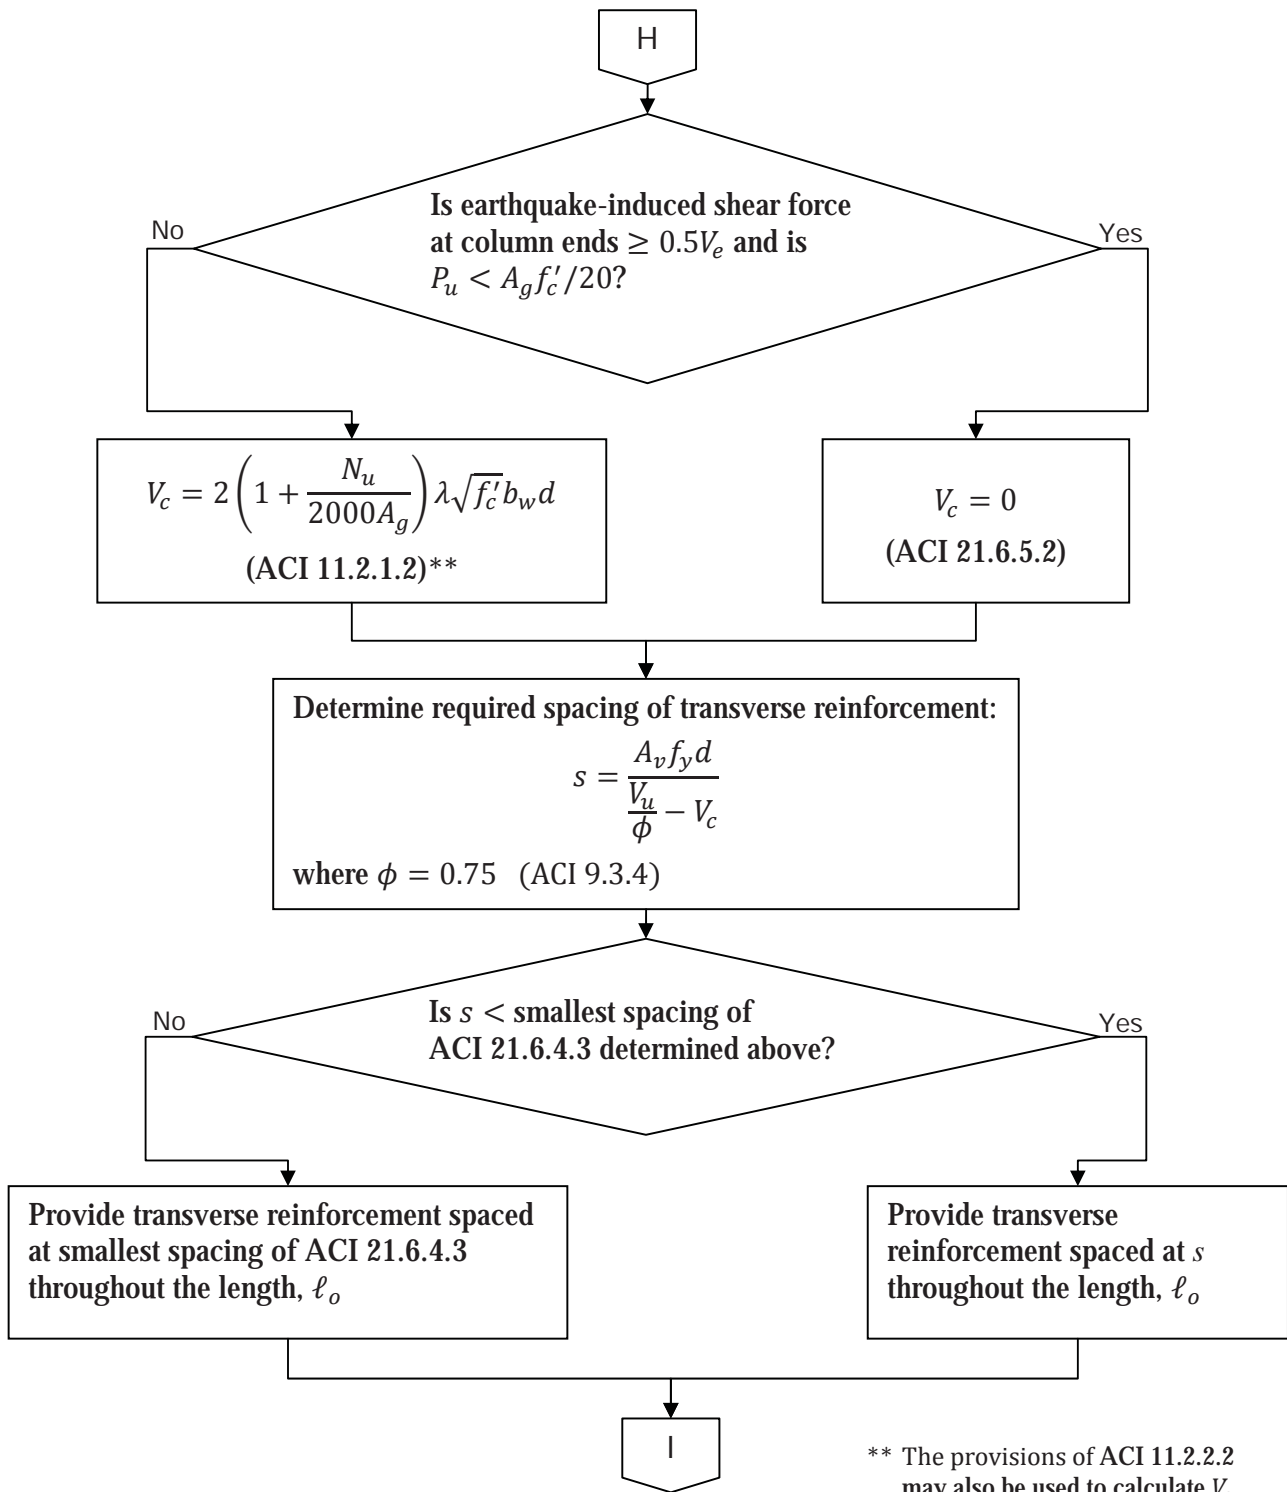 H
Is earthquake-induced shear force
at column ends ≥ 0.5V_e and is
P_u < A_g f_c′/20?
No
Yes
V_c = 2 (1 + N_u / 2000A_g) λ√f_c′ b_w d
(ACI 11.2.1.2)**
V_c = 0
(ACI 21.6.5.2)
Determine required spacing of transverse reinforcement:
s = A_v f_y d / (V_u/ϕ − V_c)
where ϕ = 0.75 (ACI 9.3.4)
Is s < smallest spacing of
ACI 21.6.4.3 determined above?
No
Yes
Provide transverse reinforcement spaced
at smallest spacing of ACI 21.6.4.3
throughout the length, ℓ_o
Provide transverse
reinforcement spaced at s
throughout the length, ℓ_o
I
** The provisions of ACI 11.2.2.2
may also be used to calculate V